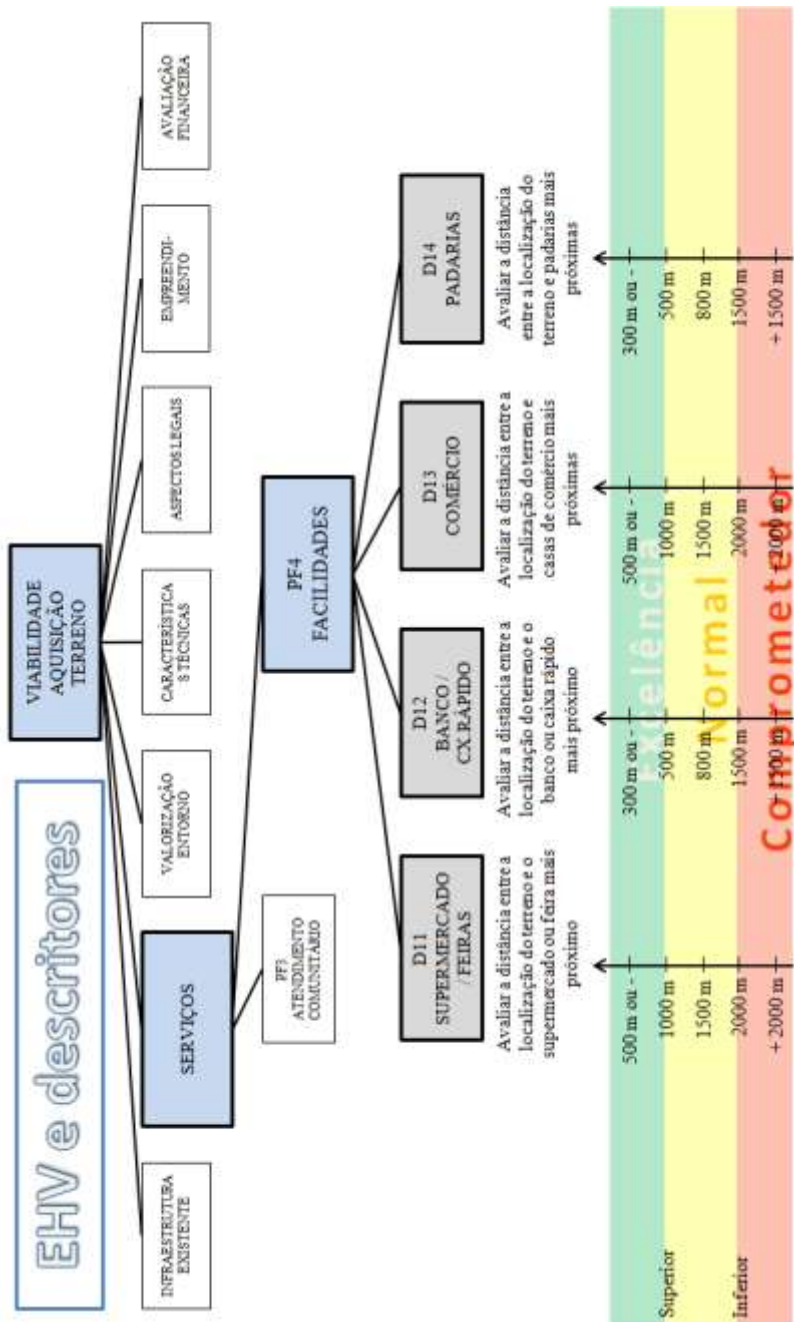 EHV e descritores
VIABILIDADE
AQUISIÇÃO
TERRENO
INFRAESTRUTURA
EXISTENTE
SERVIÇOS
VALORIZAÇÃO
ENTORNO
CARACTERÍSTICA
S TÉCNICAS
ASPECTOS LEGAIS
EMPREENDI-
MENTO
AVALIAÇÃO
FINANCEIRA
PF3
ATENDIMENTO
COMUNITÁRIO
PF4
FACILIDADES
D11
SUPERMERCADO
/ FEIRAS
D12
BANCO /
CX.RÁPIDO
D13
COMÉRCIO
D14
PADARIAS
Avaliar a distância entre a
localização do terreno e o
supermercado ou feira mais
próximo
Avaliar a distância entre a
localização do terreno e o
banco ou caixa rápido
mais próximo
Avaliar a distância entre a
localização do terreno e
casas de comércio mais
próximas
Avaliar a distância
entre a localização do
terreno e padarias mais
próximas
500 m ou -
1000 m
1500 m
2000 m
+ 2000 m
300 m ou -
500 m
800 m
1500 m
+ 1500 m
500 m ou -
1000 m
1500 m
2000 m
+ 2000 m
300 m ou -
500 m
800 m
1500 m
+ 1500 m
Superior
Inferior
Excelência
Normal
Comprometedor